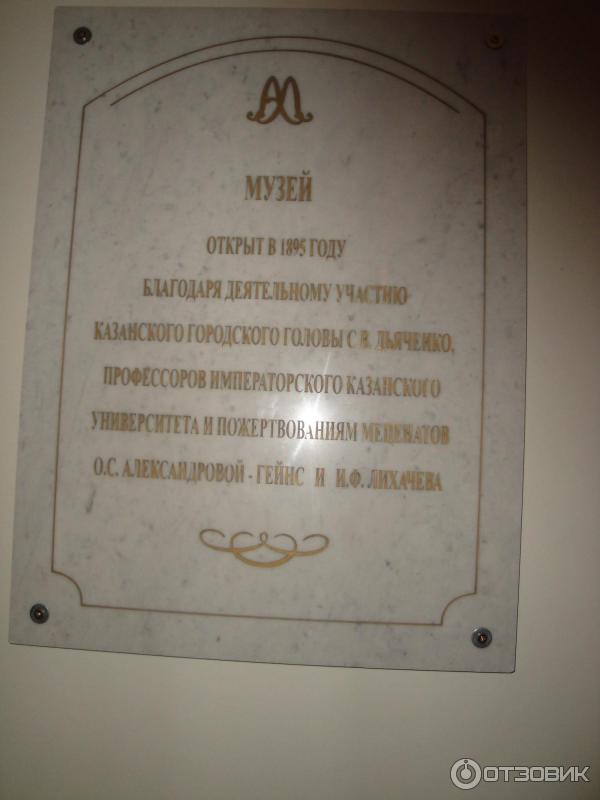 АЛ
МУЗЕЙ
ОТКРЫТ В 1895 ГОДУ
БЛАГОДАРЯ ДЕЯТЕЛЬНОМУ УЧАСТИЮ
КАЗАНСКОГО ГОРОДСКОГО ГОЛОВЫ С.В. ДЬЯЧЕНКО,
ПРОФЕССОРОВ ИМПЕРАТОРСКОГО КАЗАНСКОГО
УНИВЕРСИТЕТА И ПОЖЕРТВОВАНИЯМ МЕЦЕНАТОВ
О.С. АЛЕКСАНДРОВОЙ - ГЕЙНС И И.Ф. ЛИХАЧЕВА
ОТЗОВИК